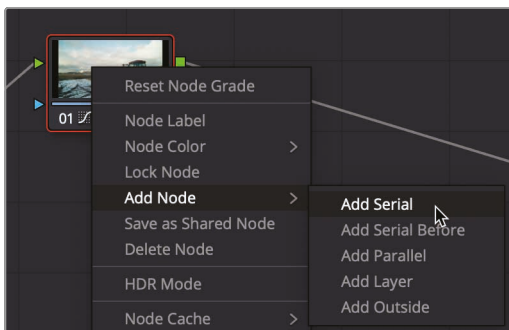 01
Reset Node Grade
Node Label
Node Color >
Lock Node
Add Node >
Save as Shared Node
Delete Node
HDR Mode
Node Cache >
Add Serial
Add Serial Before
Add Parallel
Add Layer
Add Outside